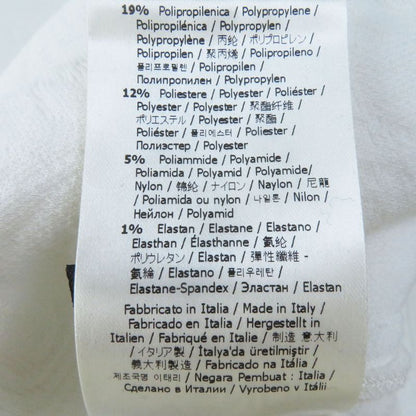 19% Polipropilenica / Polypropylene /
Polipropilénica / Polypropylen /
Polypropylène / 丙纶 / ポリプロピレン /
Polipropilen / 聚丙烯 / Polipropileno /
폴리프로필렌 / Polipropilen /
Полипропилен / Polypropylen
12% Poliestere / Polyester / Poliéster /
Polyester / Polyester / 聚酯纤维 /
ポリエステル / Polyester / 聚酯 /
Poliéster / 폴리에스터 / Poliester /
Полиэстер / Polyester
5% Poliammide / Polyamide /
Poliamida / Polyamid / Polyamide /
Nylon / 锦纶 / ナイロン / Naylon / 尼龍
/ Poliamida ou nylon / 나일론 / Nilon /
Нейлон / Polyamid
1% Elastan / Elastane / Elastano /
Elasthan / Élasthanne / 氨纶 /
ポリウレタン / Elastan / 彈性纖維 -
氨綸 / Elastano / 폴리우레탄 /
Elastane-Spandex / Эластан / Elastan
Fabbricato in Italia / Made in Italy /
Fabricado en Italia / Hergestellt in
Italien / Fabriqué en Italie / 制造 意大利
/ イタリア製 / İtalya'da üretilmiştir /
義大利製造 / Fabricado na Itália /
제조국명 이태리 / Negara Pembuat : Italia /
Сделано в Италии / Vyrobeno v Itálii